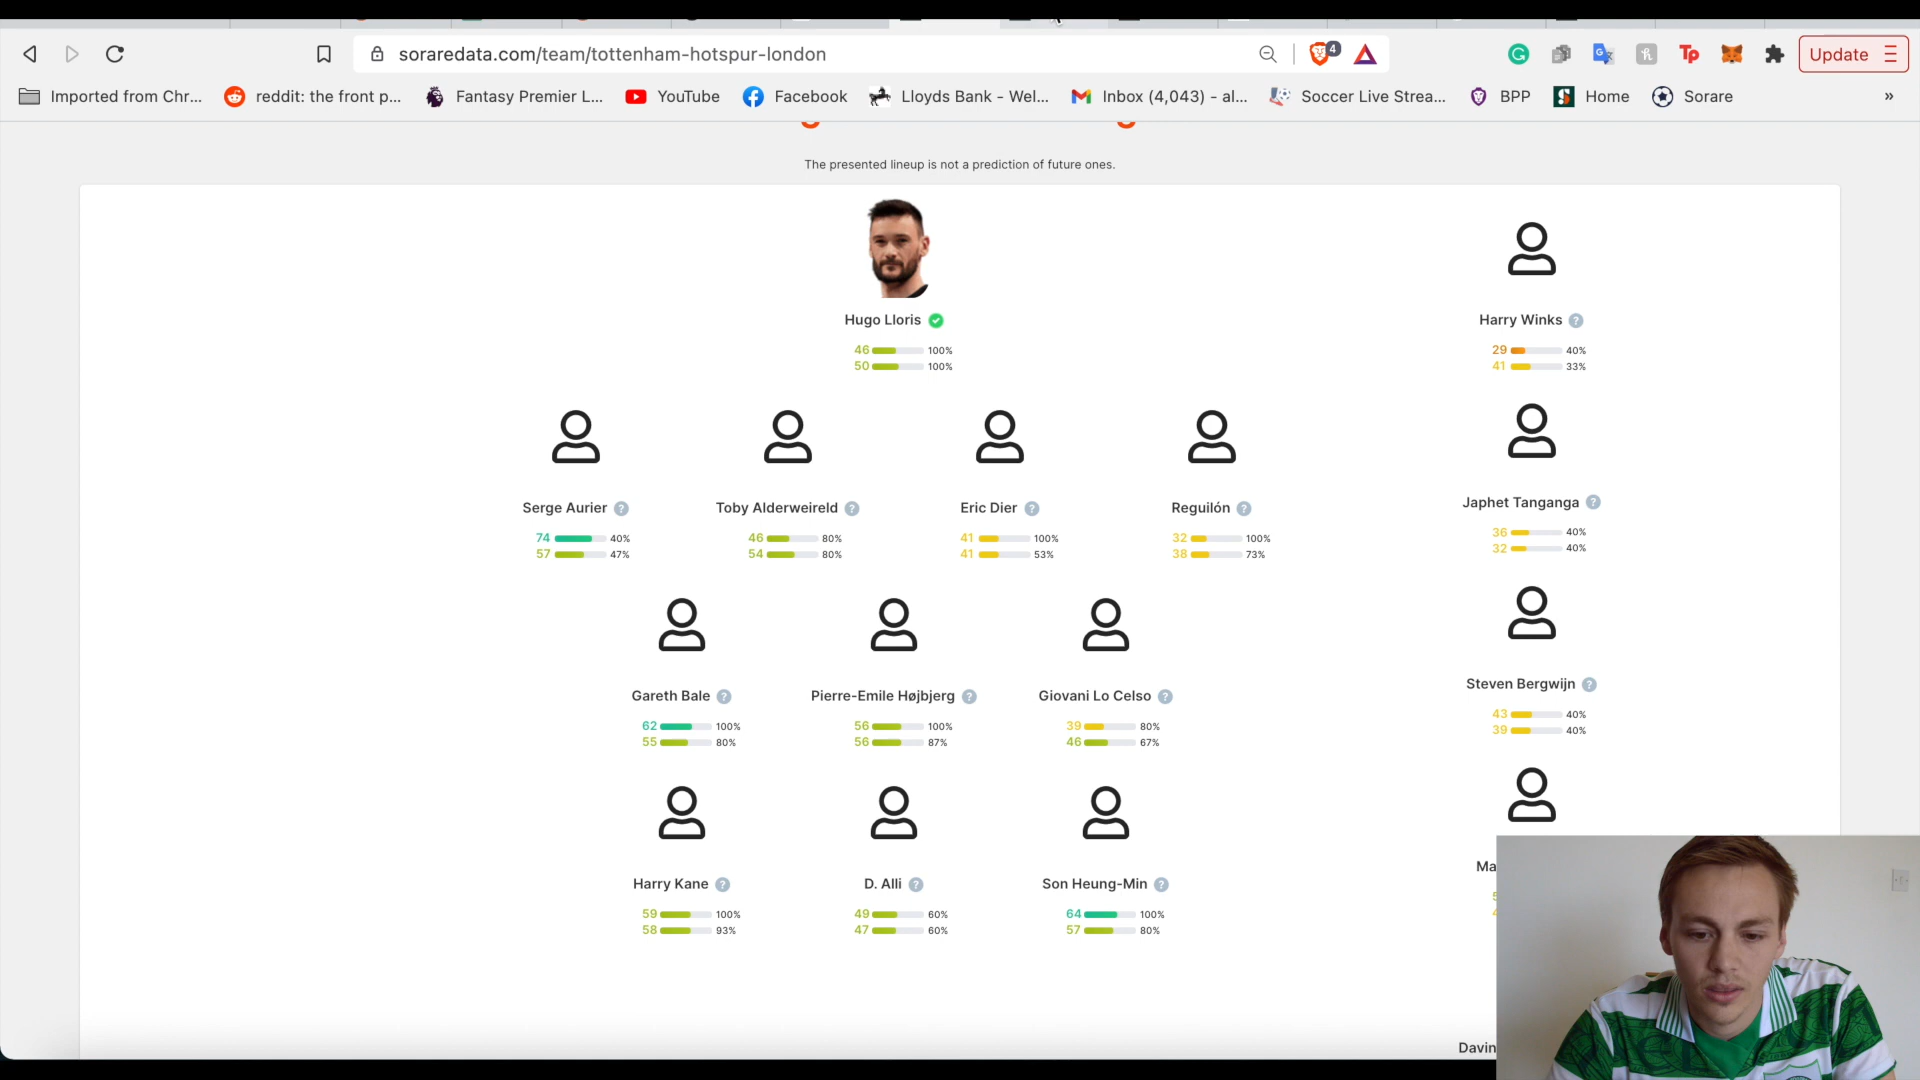 soraredata.com/team/tottenham-hotspur-london
4
Update
Imported from Chr...
reddit: the front p...
Fantasy Premier L...
YouTube
Facebook
Lloyds Bank - Wel...
Inbox (4,043) - al...
Soccer Live Strea...
BPP
Home
Sorare
»
The presented lineup is not a prediction of future ones.
Hugo Lloris
46 100%
50 100%
Harry Winks ?
29 40%
41 33%
Serge Aurier ?
74 40%
57 47%
Toby Alderweireld ?
46 80%
54 80%
Eric Dier ?
41 100%
41 53%
Reguilón ?
32 100%
38 73%
Japhet Tanganga ?
36 40%
32 40%
Gareth Bale ?
62 100%
55 80%
Pierre-Emile Højbjerg ?
56 100%
56 87%
Giovani Lo Celso ?
39 80%
46 67%
Steven Bergwijn ?
43 40%
39 40%
Harry Kane ?
59 100%
58 93%
D. Alli ?
49 60%
47 60%
Son Heung-Min ?
64 100%
57 80%
Ma
Davin